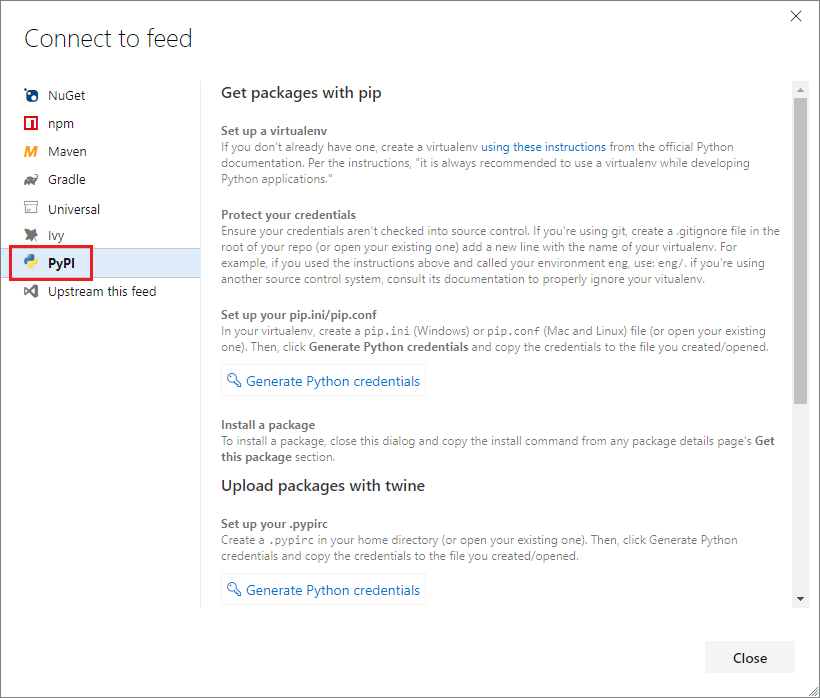 Connect to feed
NuGet
npm
Maven
Gradle
Universal
Ivy
PyPI
Upstream this feed
Get packages with pip
Set up a virtualenv
If you don't already have one, create a virtualenv using these instructions from the official Python
documentation. Per the instructions, "it is always recommended to use a virtualenv while developing
Python applications."
Protect your credentials
Ensure your credentials aren't checked into source control. If you're using git, create a .gitignore file in the
root of your repo (or open your existing one) add a new line with the name of your virtualenv. For
example, if you used the instructions above and called your environment eng, use: eng/. if you're using
another source control system, consult its documentation to properly ignore your vitualenv.
Set up your pip.ini/pip.conf
In your virtualenv, create a pip.ini (Windows) or pip.conf (Mac and Linux) file (or open your existing
one). Then, click Generate Python credentials and copy the credentials to the file you created/opened.
Generate Python credentials
Install a package
To install a package, close this dialog and copy the install command from any package details page's Get
this package section.
Upload packages with twine
Set up your .pypirc
Create a .pypirc in your home directory (or open your existing one). Then, click Generate Python
credentials and copy the credentials to the file you created/opened.
Generate Python credentials
Close